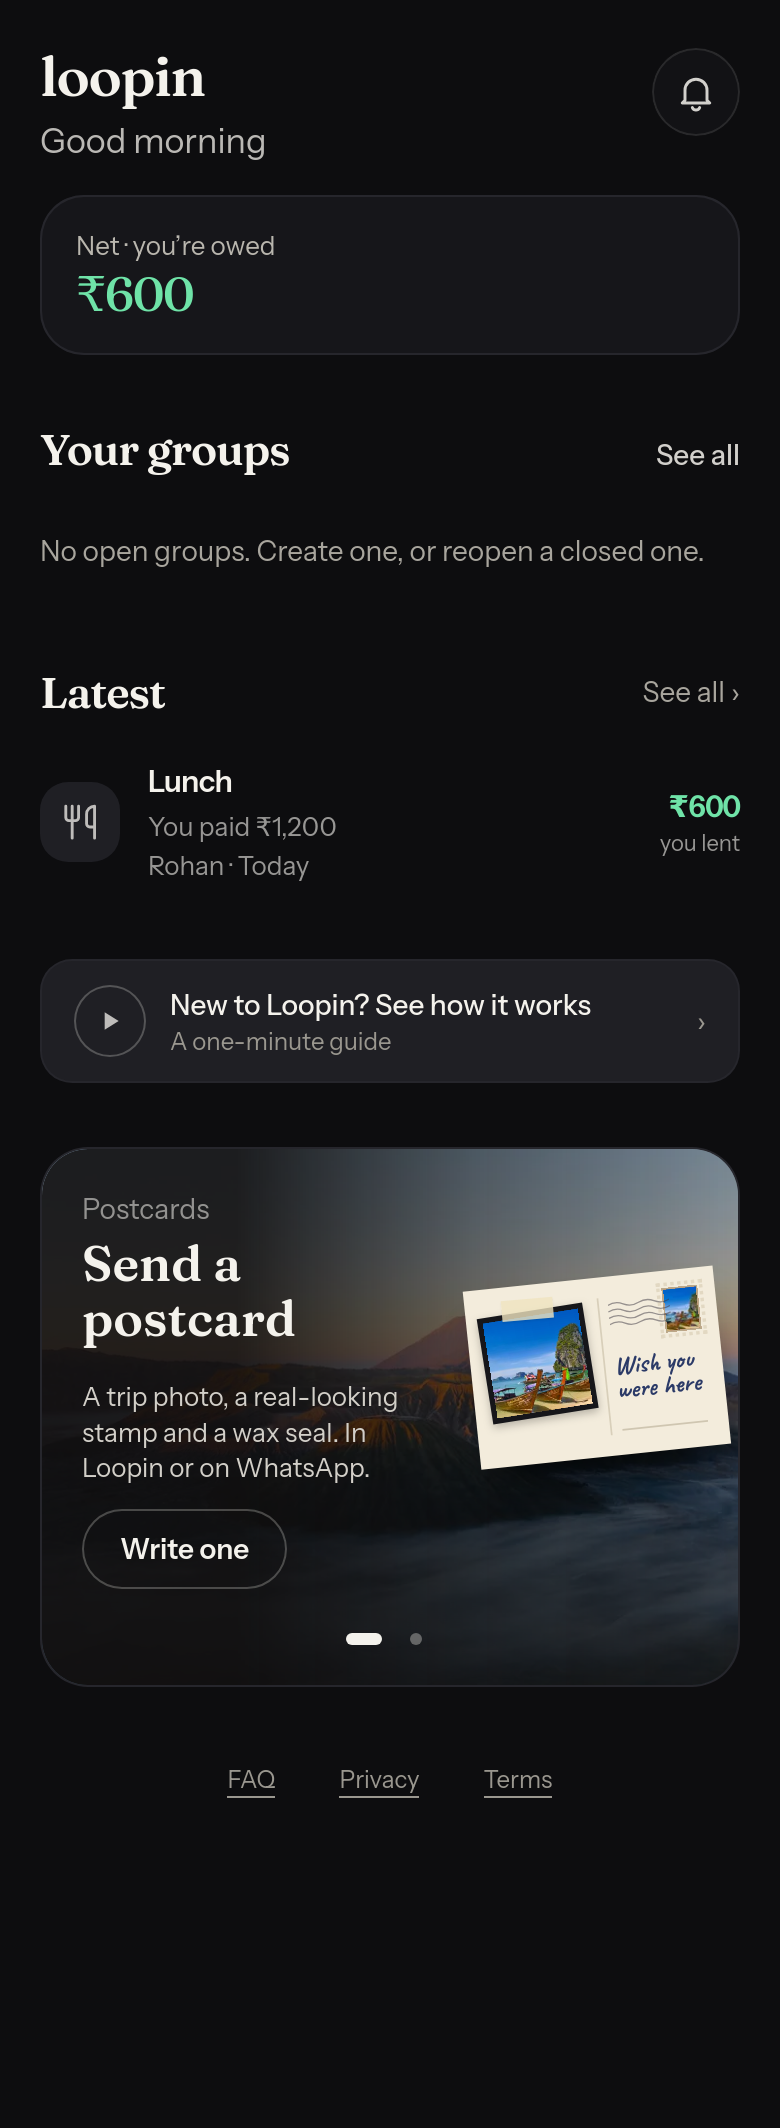 loopin
Good morning
Net · you're owed
₹600
Your groups
See all
No open groups. Create one, or reopen a closed one.
Latest
See all ›
Lunch
You paid ₹1,200
Rohan · Today
₹600
you lent
New to Loopin? See how it works
A one-minute guide
›
Postcards
Send a
postcard
A trip photo, a real-looking
stamp and a wax seal. In
Loopin or on WhatsApp.
Wish you
were here
Write one
FAQ
Privacy
Terms